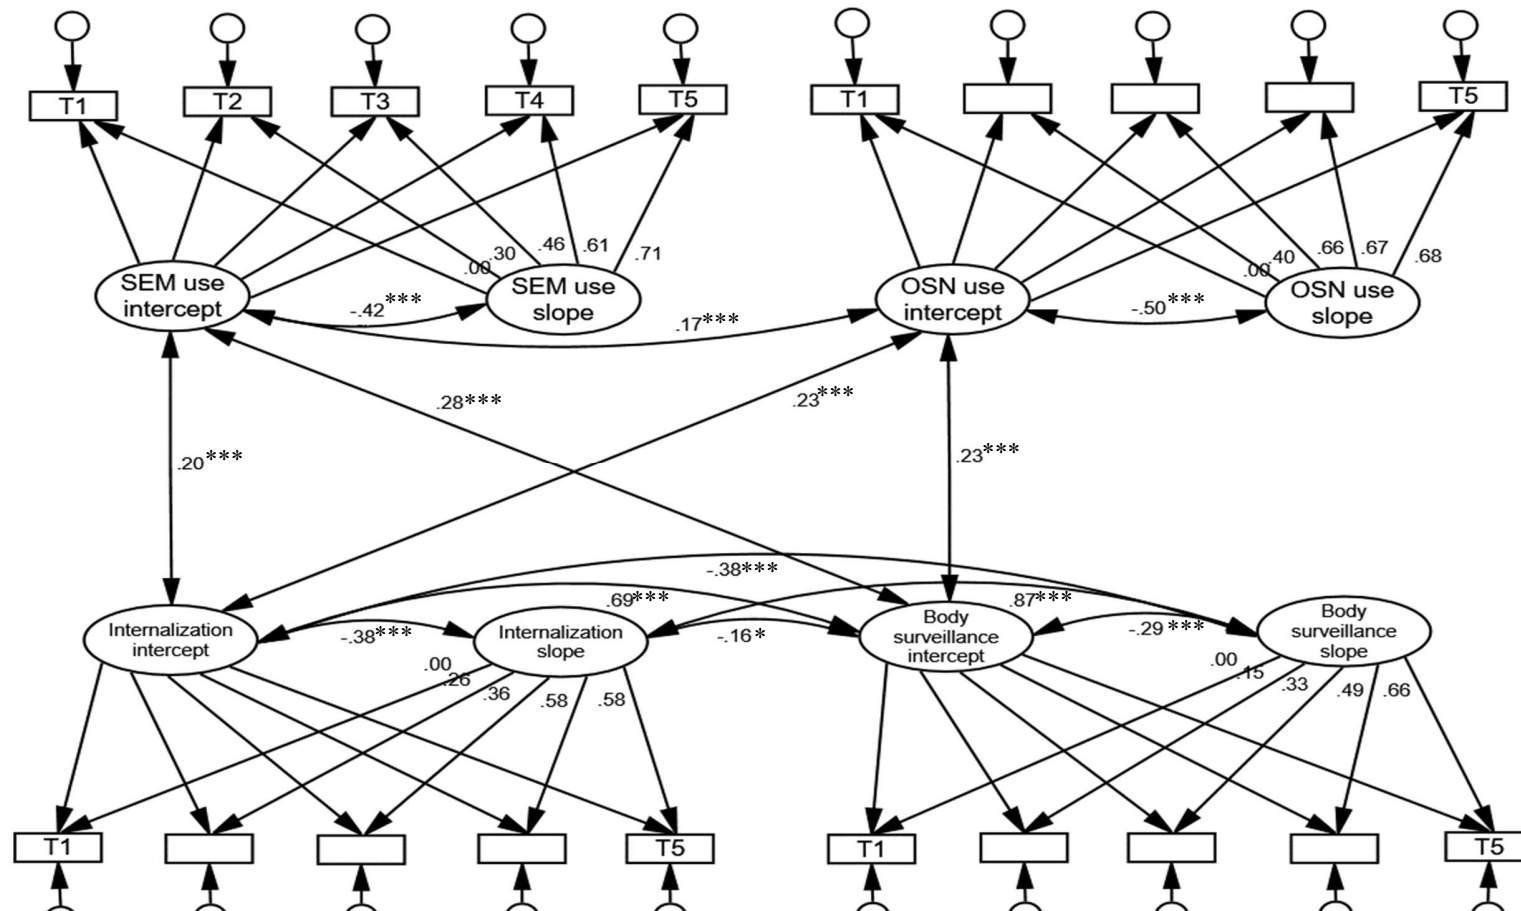 T1
T2
T3
T4
T5
T1
T5
.00
.30
.46
.61
.71
.00
.40
.66
.67
.68
SEM use
intercept
SEM use
slope
OSN use
intercept
OSN use
slope
-.42***
.17***
-.50***
.28***
.23***
.20***
.23***
-.38***
.69***
.87***
Internalization
intercept
-.38***
Internalization
slope
-.16*
Body
surveillance
intercept
-.29***
Body
surveillance
slope
.00
.26
.36
.58
.58
.00
.15
.33
.49
.66
T1
T5
T1
T5